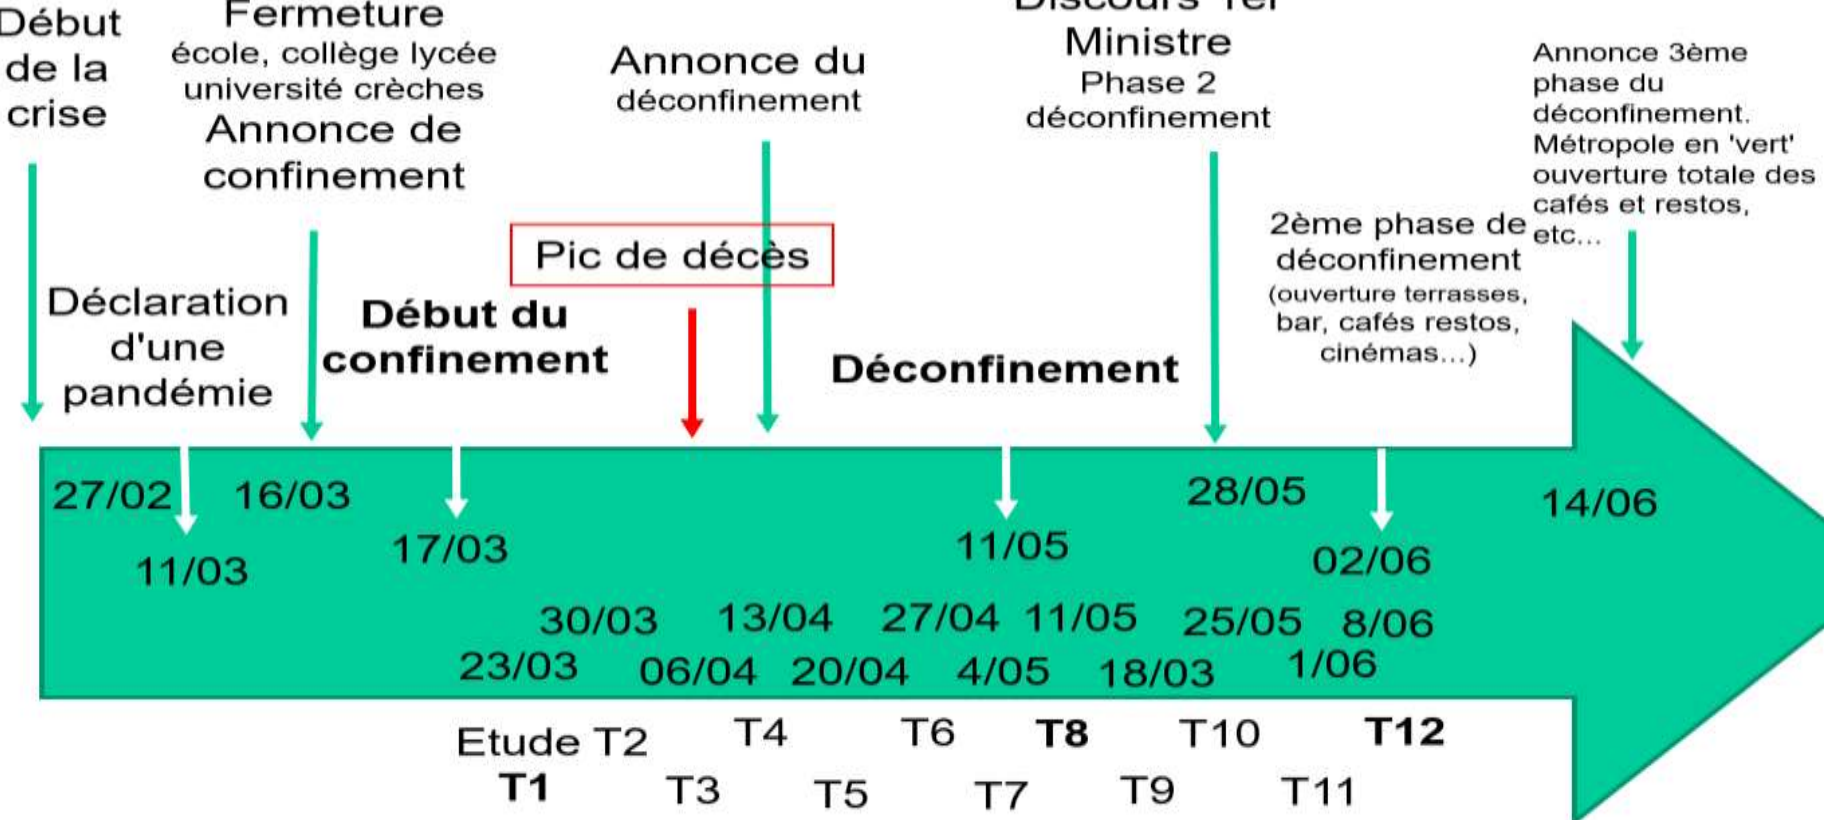 Début
de la
crise
Fermeture
école, collège lycée
université crèches
Annonce de
confinement
Annonce du
déconfinement
Discours 1er
Ministre
Phase 2
déconfinement
Annonce 3ème
phase du
déconfinement.
Métropole en 'vert'
ouverture totale des
cafés et restos,
etc...
Déclaration
d'une
pandémie
Début du
confinement
Pic de décès
Déconfinement
2ème phase de
déconfinement
(ouverture terrasses,
bar, cafés restos,
cinémas...)
27/02
11/03
16/03
17/03
11/05
28/05
02/06
14/06
30/03 13/04 27/04 11/05 25/05 8/06
23/03 06/04 20/04 4/05 18/03 1/06
Etude T2 T4 T6 T8 T10 T12
T1 T3 T5 T7 T9 T11